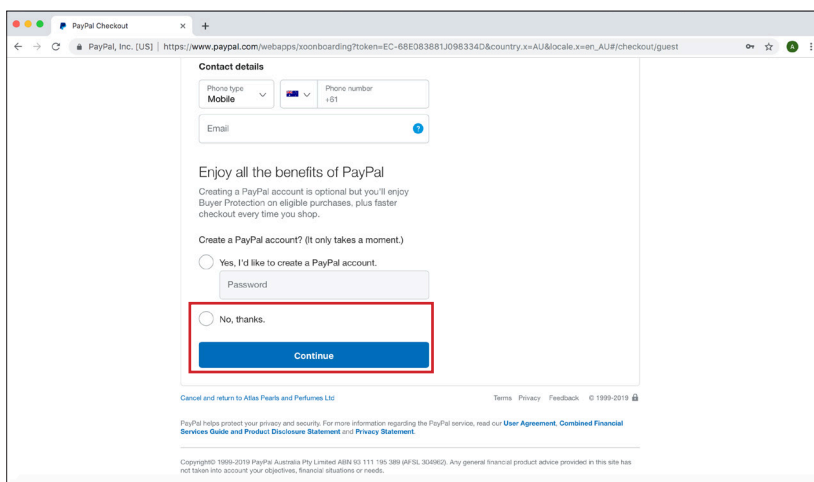 PayPal Checkout
PayPal, Inc. [US] | https://www.paypal.com/webapps/xoonboarding?token=EC-68E083881J098334D&country.x=AU&locale.x=en_AU#/checkout/guest
A
Contact details
Phone type
Mobile
Phone number
+61
Email
?
Enjoy all the benefits of PayPal
Creating a PayPal account is optional but you'll enjoy
Buyer Protection on eligible purchases, plus faster
checkout every time you shop.
Create a PayPal account? (It only takes a moment.)
Yes, I'd like to create a PayPal account.
Password
No, thanks.
Continue
Cancel and return to Atlas Pearls and Perfumes Ltd
Terms Privacy Feedback © 1999-2019
PayPal helps protect your privacy and security. For more information regarding the PayPal service, read our User Agreement, Combined Financial
Services Guide and Product Disclosure Statement and Privacy Statement.
Copyright© 1999-2019 PayPal Australia Pty Limited ABN 93 111 195 389 (AFSL 304962). Any general financial product advice provided in this site has
not taken into account your objectives, financial situations or needs.